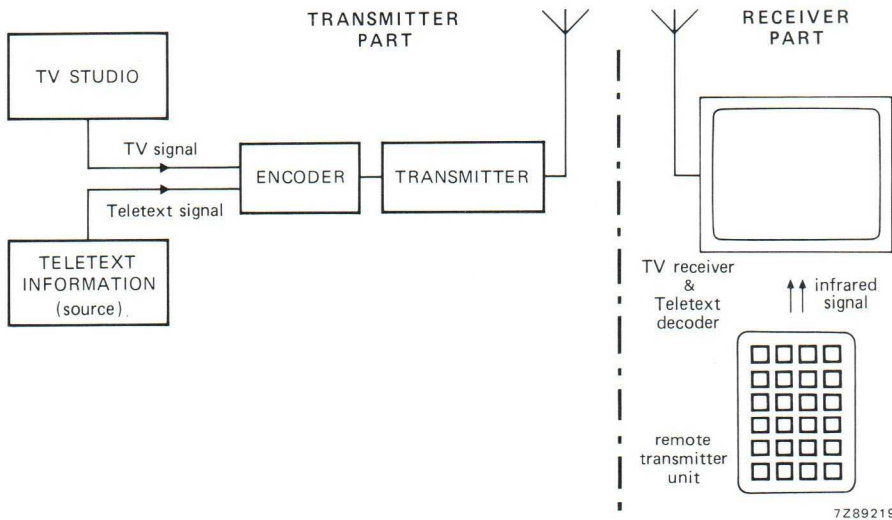 TRANSMITTER
PART
RECEIVER
PART
TV STUDIO
TV signal
ENCODER
TRANSMITTER
Teletext signal
TELETEXT
INFORMATION
(source)
TV receiver
&
Teletext
decoder
infrared
signal
remote
transmitter
unit
7Z89219